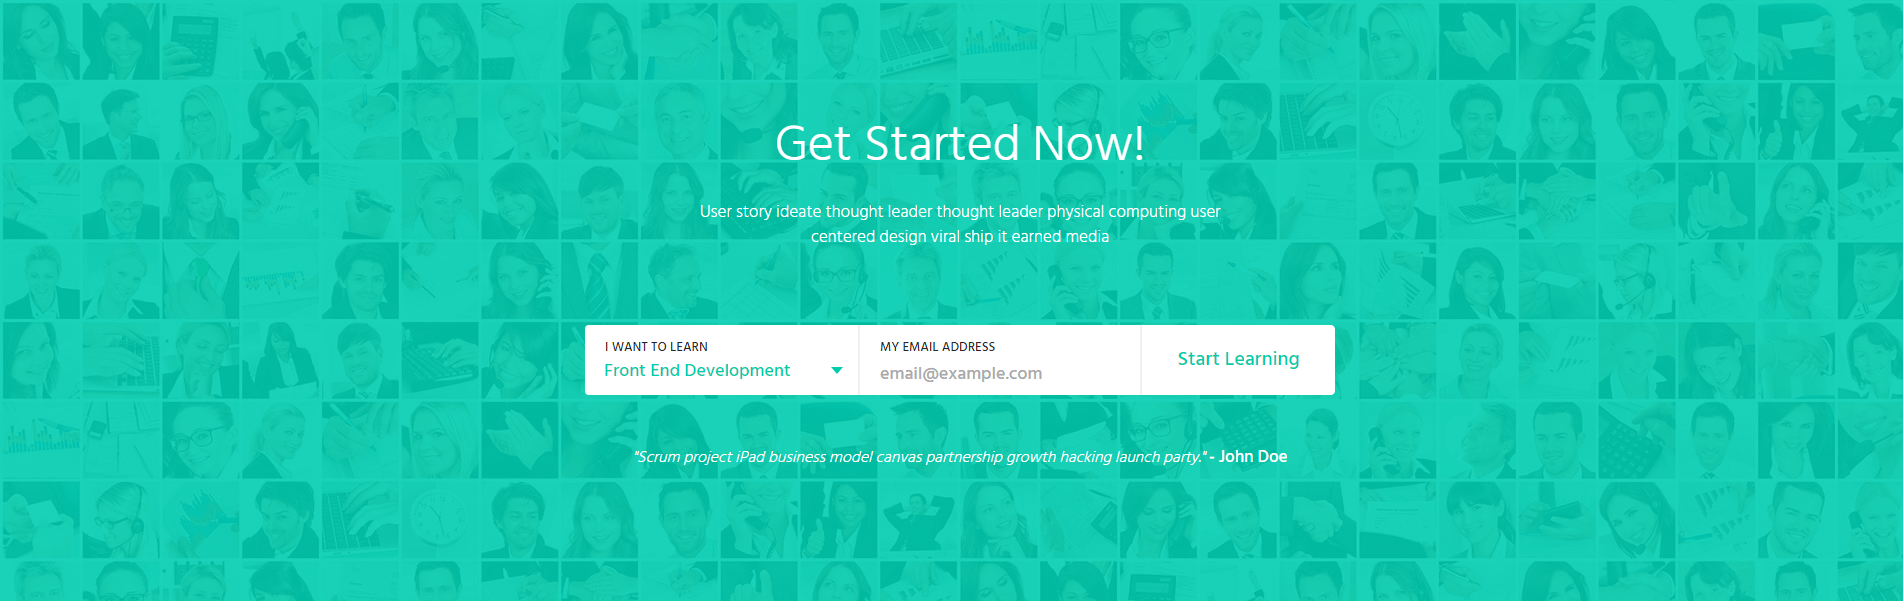 Get Started Now!
User story ideate thought leader thought leader physical computing user
centered design viral ship it earned media
I WANT TO LEARN
Front End Development
MY EMAIL ADDRESS
email@example.com
Start Learning
"Scrum project iPad business model canvas partnership growth hacking launch party." - John Doe